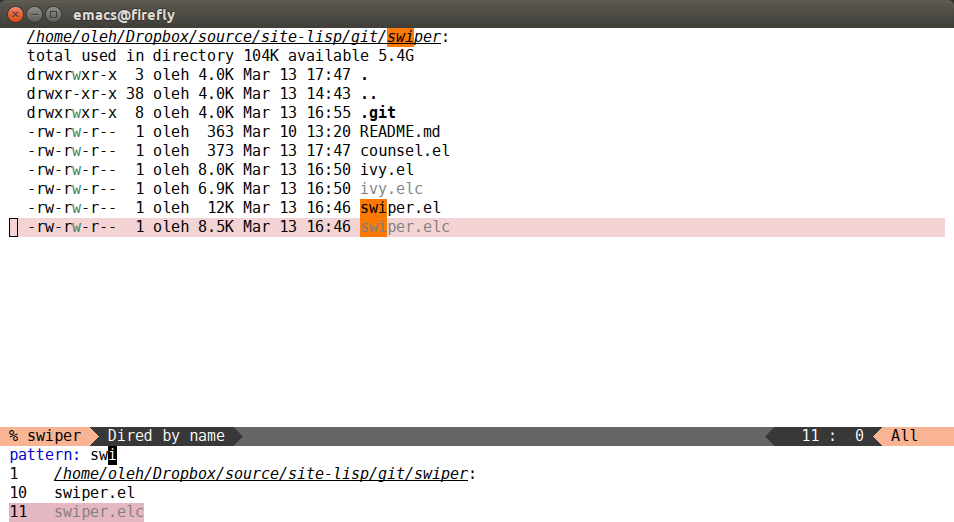 emacs@firefly
/home/oleh/Dropbox/source/site-lisp/git/swiper:
total used in directory 104K available 5.4G
drwxrwxr-x  3 oleh 4.0K Mar 13 17:47 .
drwxr-xr-x 38 oleh 4.0K Mar 13 14:43 ..
drwxrwxr-x  8 oleh 4.0K Mar 13 16:55 .git
-rw-rw-r--  1 oleh  363 Mar 10 13:20 README.md
-rw-rw-r--  1 oleh  373 Mar 13 17:47 counsel.el
-rw-rw-r--  1 oleh 8.0K Mar 13 16:50 ivy.el
-rw-rw-r--  1 oleh 6.9K Mar 13 16:50 ivy.elc
-rw-rw-r--  1 oleh  12K Mar 13 16:46 swiper.el
-rw-rw-r--  1 oleh 8.5K Mar 13 16:46 swiper.elc
% swiper Dired by name 11 :  0 All
pattern: swi
1    /home/oleh/Dropbox/source/site-lisp/git/swiper:
10   swiper.el
11   swiper.elc